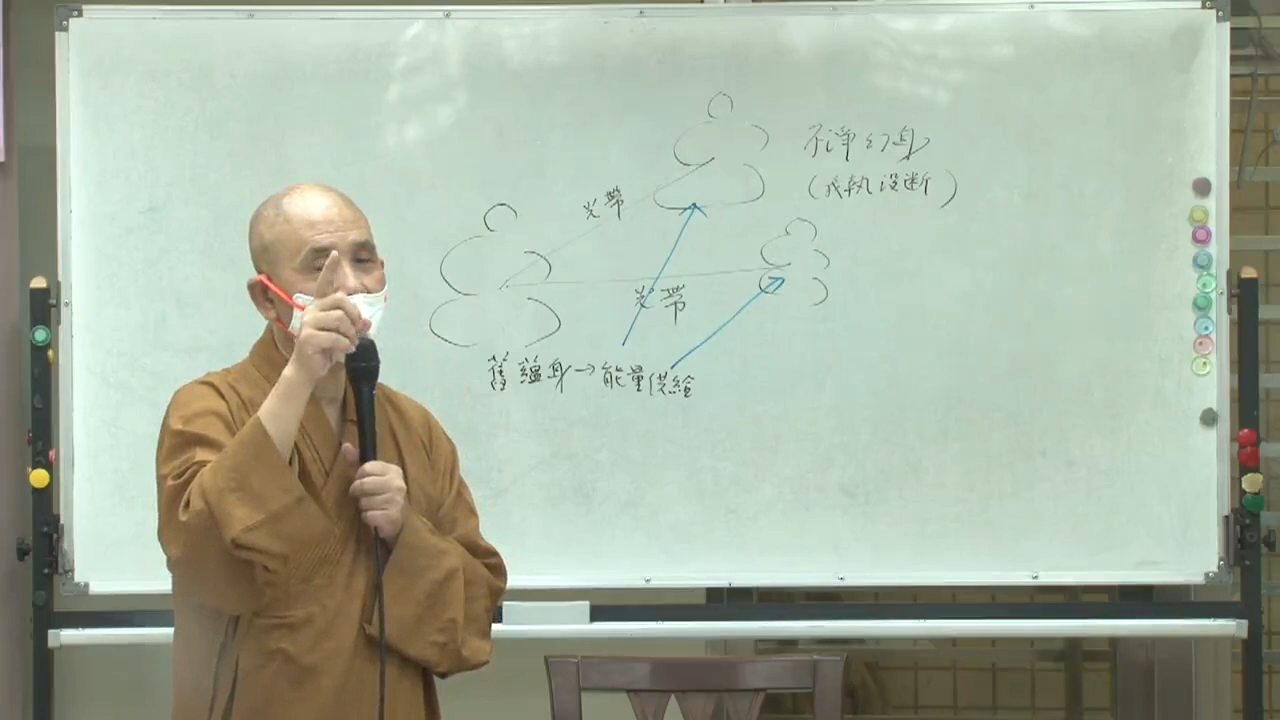 不淨幻身
(我執沒斷)
光帶
光帶
舊蘊身→能量供給